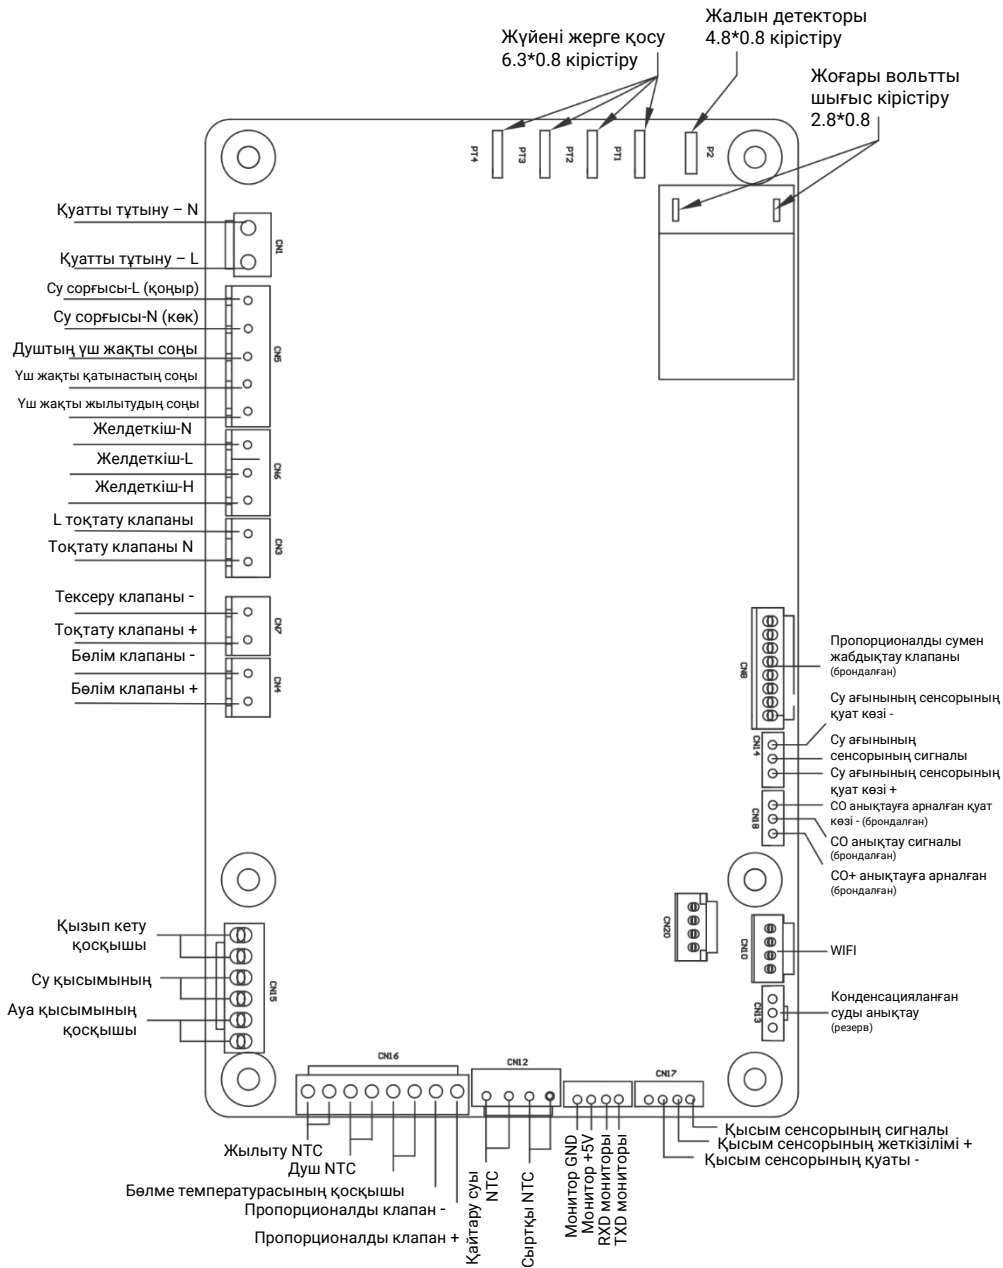 Жүйені жерге қосу
6.3*0.8 кірістіру
Жалын детекторы
4.8*0.8 кірістіру
Жоғары вольтты
шығыс кірістіру
2.8*0.8
PT4
PT3
PT2
PT1
P2
Қуатты тұтыну – N
Қуатты тұтыну – L
CN1
Су сорғысы-L (қоңыр)
Су сорғысы-N (көк)
Душтың үш жақты соңы
Үш жақты қатынастың соңы
Үш жақты жылытудың соңы
CN5
Желдеткіш-N
Желдеткіш-L
Желдеткіш-H
CN6
L тоқтату клапаны
Тоқтату клапаны N
CN3
Тексеру клапаны -
Тоқтату клапаны +
CN7
Бөлім клапаны -
Бөлім клапаны +
CN4
CN8
Пропорционалды сумен
жабдықтау клапаны
(брондалған)
CN14
Су ағынының сенсорының
қуат көзі -
Су ағынының
сенсорының сигналы
Су ағынының сенсорының
қуат көзі +
CN18
CO анықтауға арналған қуат
көзі - (брондалған)
CO анықтау сигналы
(брондалған)
CO+ анықтауға арналған
(брондалған)
CN20
CN10
WIFI
CN13
Конденсацияланған
суды анықтау
(резерв)
Қызып кету
қосқышы
Су қысымының
Ауа қысымының
қосқышы
CN15
CN16
CN12
CN17
Жылыту NTC
Душ NTC
Бөлме температурасының қосқышы
Пропорционалды клапан -
Пропорционалды клапан +
Қайтару суы
NTC
Сыртқы NTC
Монитор GND
Монитор +5V
RXD мониторы
TXD мониторы
Қысым сенсорының сигналы
Қысым сенсорының жеткізілімі +
Қысым сенсорының қуаты -